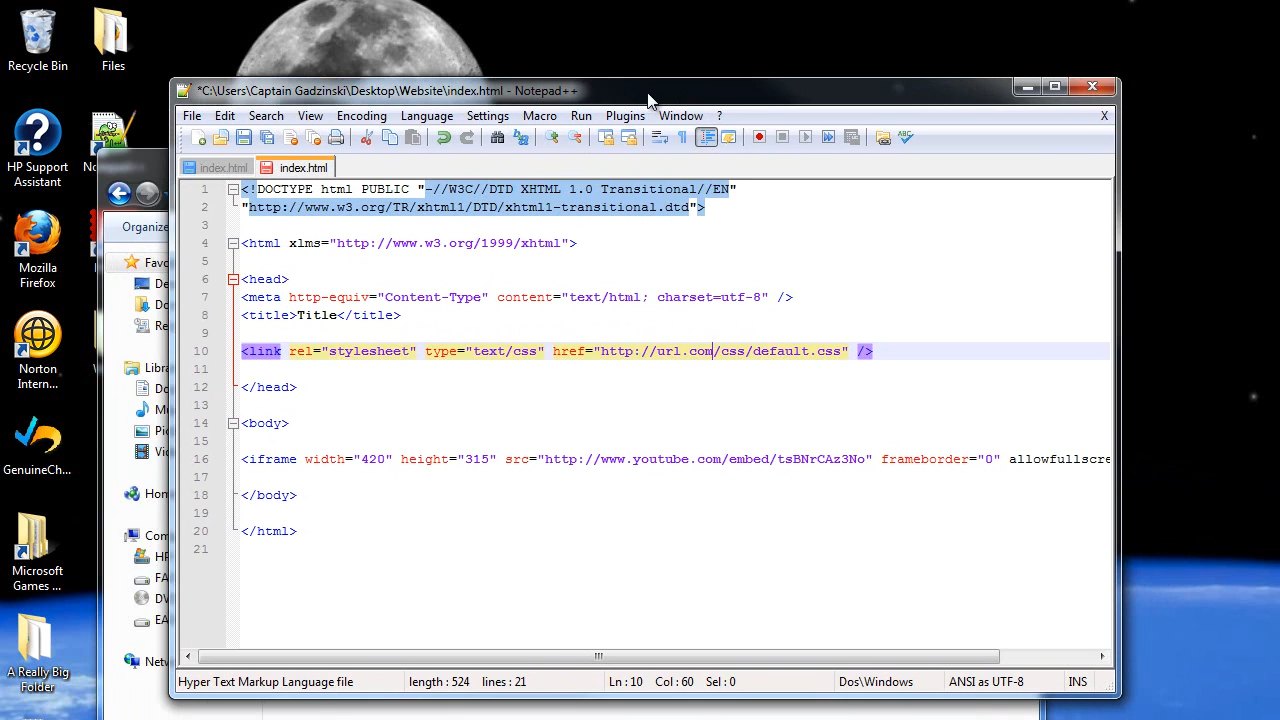 Recycle Bin
Files
HP Support
Assistant
Mozilla
Firefox
Norton
Intern...
GenuineCh...
Microsoft
Games ...
A Really Big
Folder
Organize
*C:\Users\Captain Gadzinski\Desktop\Website\index.html - Notepad++
File Edit Search View Encoding Language Settings Macro Run Plugins Window ? X
index.html index.html
1 <!DOCTYPE html PUBLIC "-//W3C//DTD XHTML 1.0 Transitional//EN"
2 "http://www.w3.org/TR/xhtml1/DTD/xhtml1-transitional.dtd">
3
4 <html xlms="http://www.w3.org/1999/xhtml">
5
6 <head>
7 <meta http-equiv="Content-Type" content="text/html; charset=utf-8" />
8 <title>Title</title>
9
10 <link rel="stylesheet" type="text/css" href="http://url.com/css/default.css" />
11
12 </head>
13
14 <body>
15
16 <iframe width="420" height="315" src="http://www.youtube.com/embed/tsBNrCAz3No" frameborder="0" allowfullscre
17
18 </body>
19
20 </html>
21
Hyper Text Markup Language file length : 524 lines : 21 Ln : 10 Col : 60 Sel : 0 Dos\Windows ANSI as UTF-8 INS